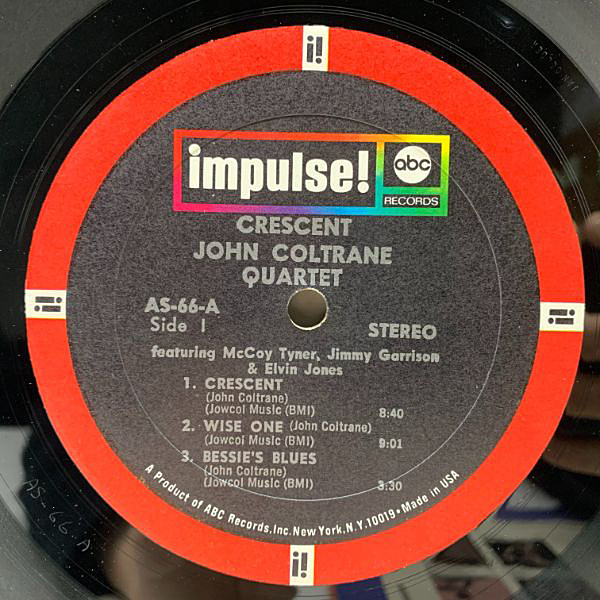 i!
impulse! abc
RECORDS
CRESCENT
JOHN COLTRANE
QUARTET
AS-66-A
Side 1
STEREO
featuring McCoy Tyner, Jimmy Garrison
& Elvin Jones
1. CRESCENT
(John Coltrane)
(Jowcol Music (BMI) 8:40
2. WISE ONE (John Coltrane)
(Jowcol Music (BMI) 9:01
3. BESSIE'S BLUES
(John Coltrane)
(Jowcol Music (BMI) 3:30
A Product of ABC Records, Inc. New York, N.Y. 10019 • Made in USA
i!
i!
i!
AS-66 A